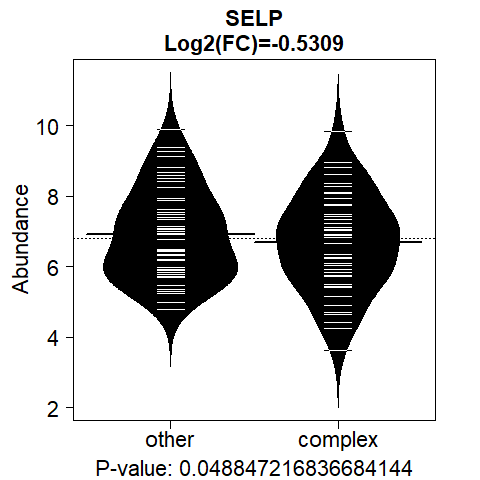 SELP
Log2(FC)=-0.5309
Abundance
10
8
6
4
2
other complex
P-value: 0.048847216836684144